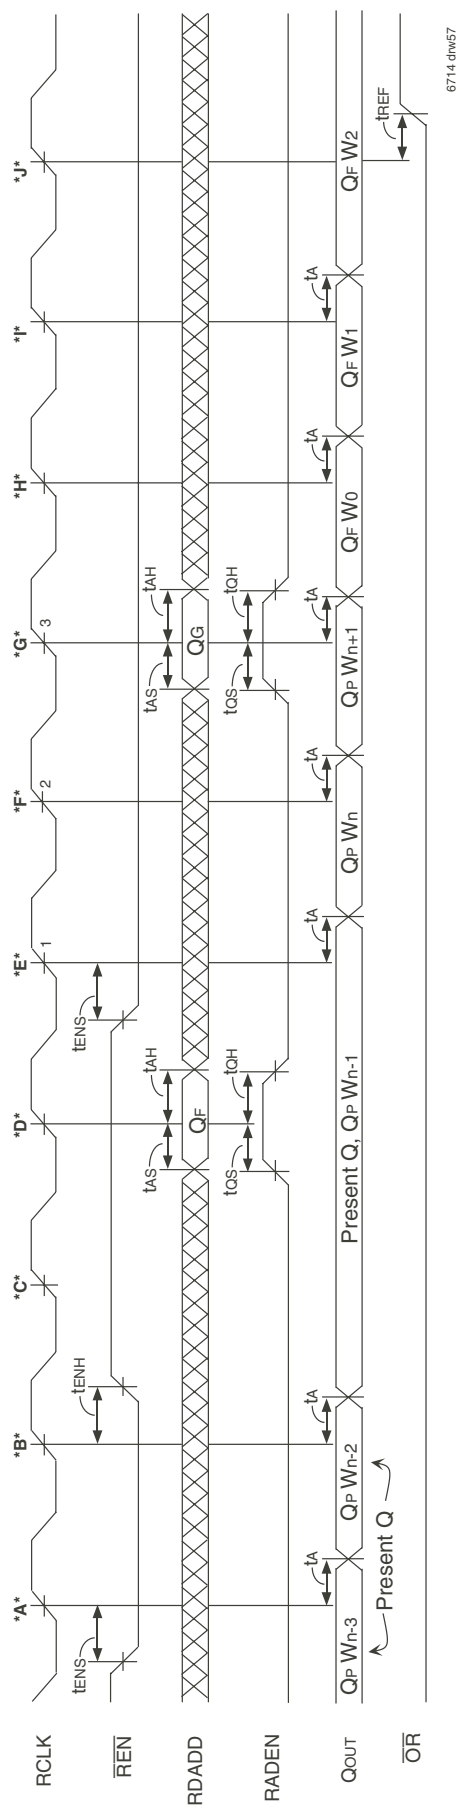 *A* *B* *C* *D* *E* *F* *G* *H* *I* *J*
RCLK 1 2 3
tENS tENH tENS
REN
tAS tAH tAS tAH
RDADD QF QG
tQS tQH tQS tQH
RADEN
tA tA tA tA tA tA tA
QOUT QP Wn-3 QP Wn-2 Present Q, QP Wn-1 QP Wn QP Wn+1 QF W0 QF W1 QF W2
Present Q
tREF
OR
6714 drw57